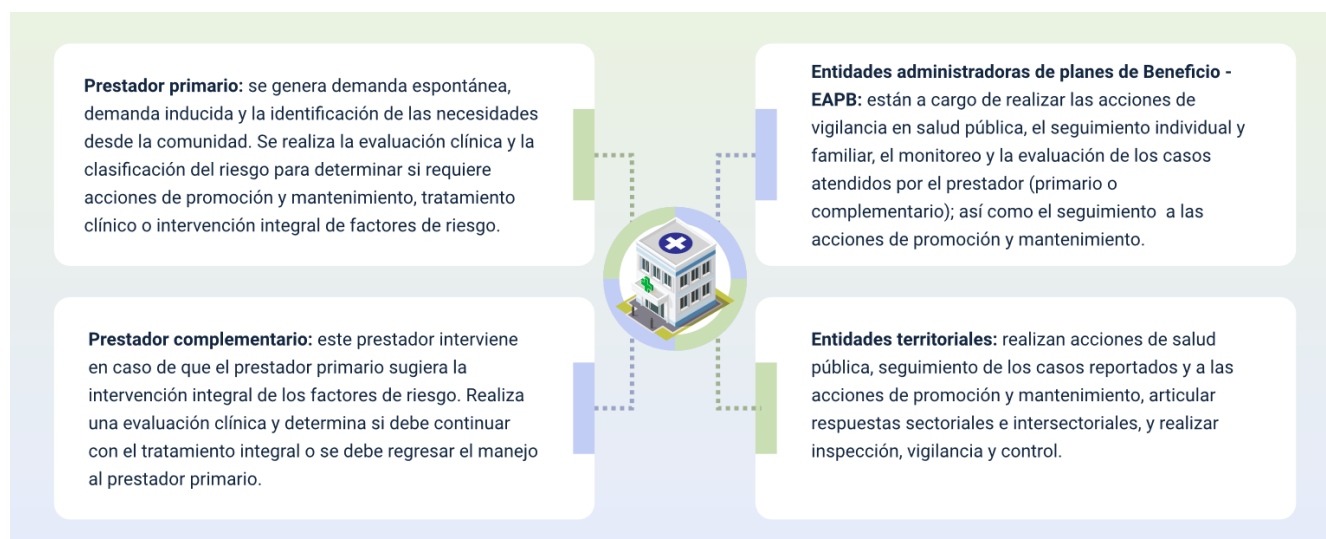 Prestador primario: se genera demanda espontánea,
demanda inducida y la identificación de las necesidades
desde la comunidad. Se realiza la evaluación clínica y la
clasificación del riesgo para determinar si requiere
acciones de promoción y mantenimiento, tratamiento
clínico o intervención integral de factores de riesgo.
Entidades administradoras de planes de Beneficio -
EAPB: están a cargo de realizar las acciones de
vigilancia en salud pública, el seguimiento individual y
familiar, el monitoreo y la evaluación de los casos
atendidos por el prestador (primario o
complementario); así como el seguimiento  a las
acciones de promoción y mantenimiento.
Prestador complementario: este prestador interviene
en caso de que el prestador primario sugiera la
intervención integral de los factores de riesgo. Realiza
una evaluación clínica y determina si debe continuar
con el tratamiento integral o se debe regresar el manejo
al prestador primario.
Entidades territoriales: realizan acciones de salud
pública, seguimiento de los casos reportados y a las
acciones de promoción y mantenimiento, articular
respuestas sectoriales e intersectoriales, y realizar
inspección, vigilancia y control.